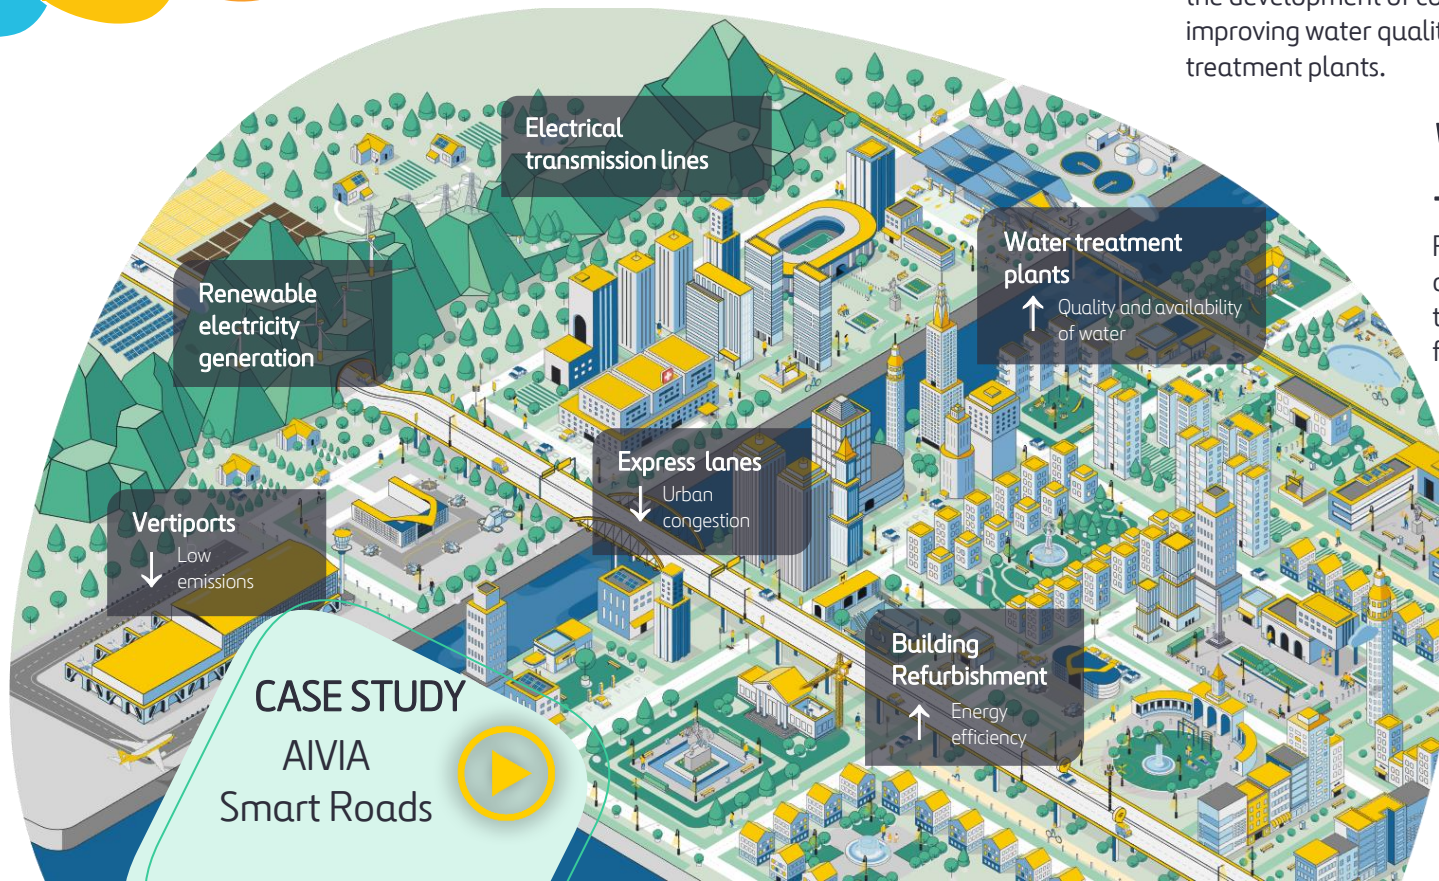 improving water quality
treatment plants.
Electrical
transmission lines
Water treatment
plants
↑ Quality and availability
of water
Renewable
electricity
generation
Express lanes
↓ Urban
congestion
Vertiports
↓ Low
emissions
Building
Refurbishment
↑ Energy
efficiency
CASE STUDY
AIVIA
Smart Roads